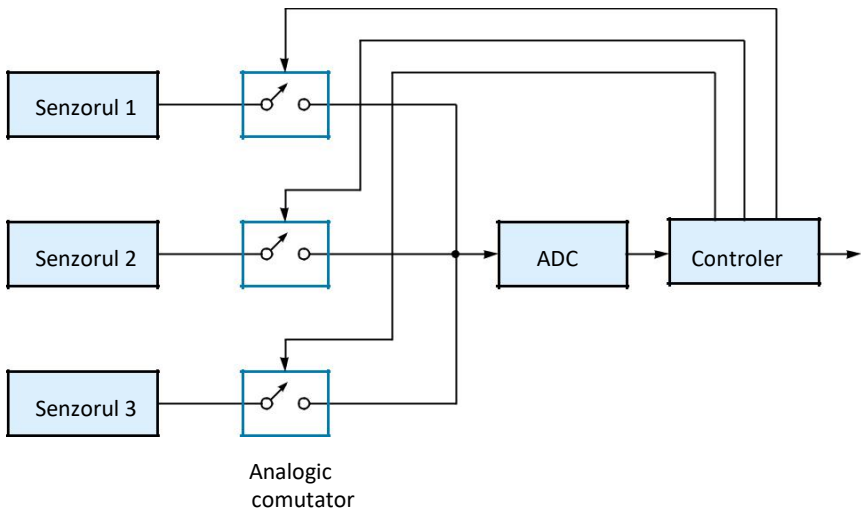 Senzorul 1
Senzorul 2
ADC
Controler
Senzorul 3
Analogic
comutator